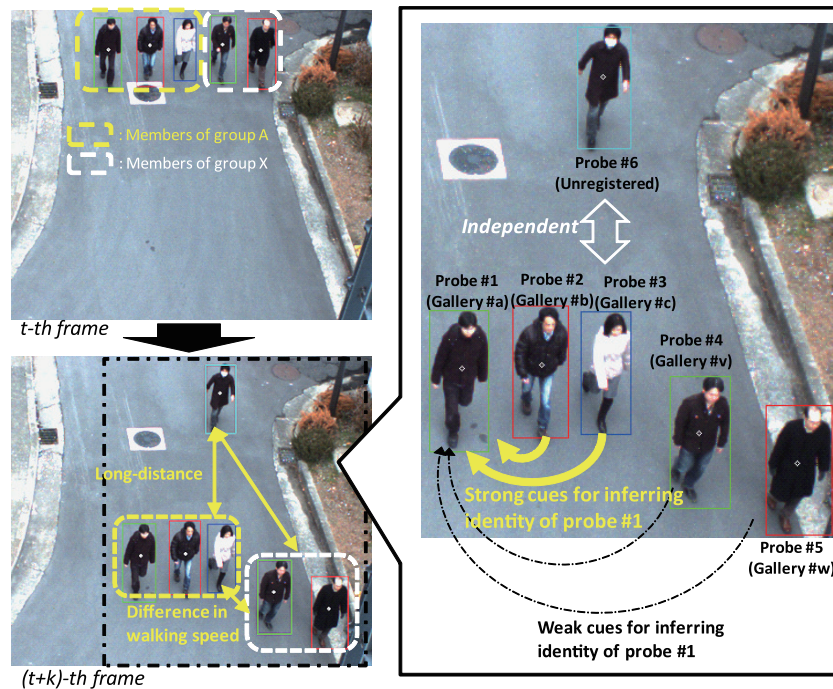 : Members of group A
: Members of group X
t-th frame
Long-distance
Difference in
walking speed
(t+k)-th frame
Probe #6
(Unregistered)
Independent
Probe #1
(Gallery #a)
Probe #2
(Gallery #b)
Probe #3
(Gallery #c)
Probe #4
(Gallery #v)
Strong cues for inferring
identity of probe #1
Probe #5
(Gallery #w)
Weak cues for inferring
identity of probe #1